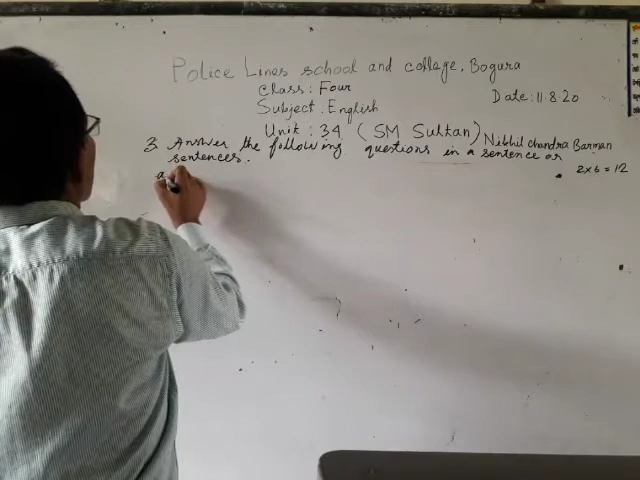 Police Lines school and college, Bogura
Class: Four
Date: 11.8.20
Subject: English
Unit: 34 (SM Sultan)
Nikhil Chandra Barman
3 Answer the following questions in a sentence or
sentences.
2x6=12
a